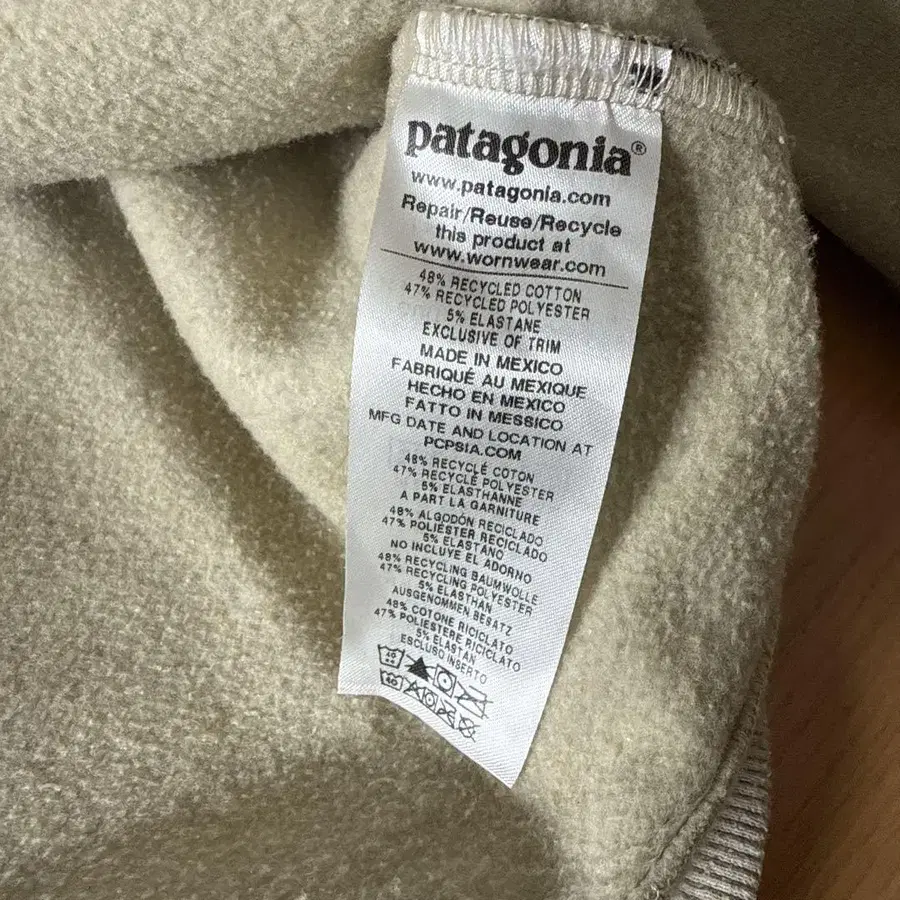 patagonia®
www.patagonia.com
Repair/Reuse/Recycle
this product at
www.wornwear.com
48% RECYCLED COTTON
47% RECYCLED POLYESTER
5% ELASTANE
EXCLUSIVE OF TRIM
MADE IN MEXICO
FABRIQUÉ AU MEXIQUE
HECHO EN MEXICO
FATTO IN MESSICO
MFG DATE AND LOCATION AT
PCPSIA.COM
48% RECYCLÉ COTON
47% RECYCLÉ POLYESTER
5% ELASTHANNE
A PART LA GARNITURE
48% ALGODÓN RECICLADO
47% POLIÉSTER RECICLADO
5% ELASTANO
NO INCLUYE EL ADORNO
48% RECYCLING BAUMWOLLE
47% RECYCLING POLYESTER
5% ELASTHAN
AUSGENOMMEN BESATZ
48% COTONE RICICLATO
47% POLIESTERE RICICLATO
5% ELASTAN
ESCLUSO INSERTO
40